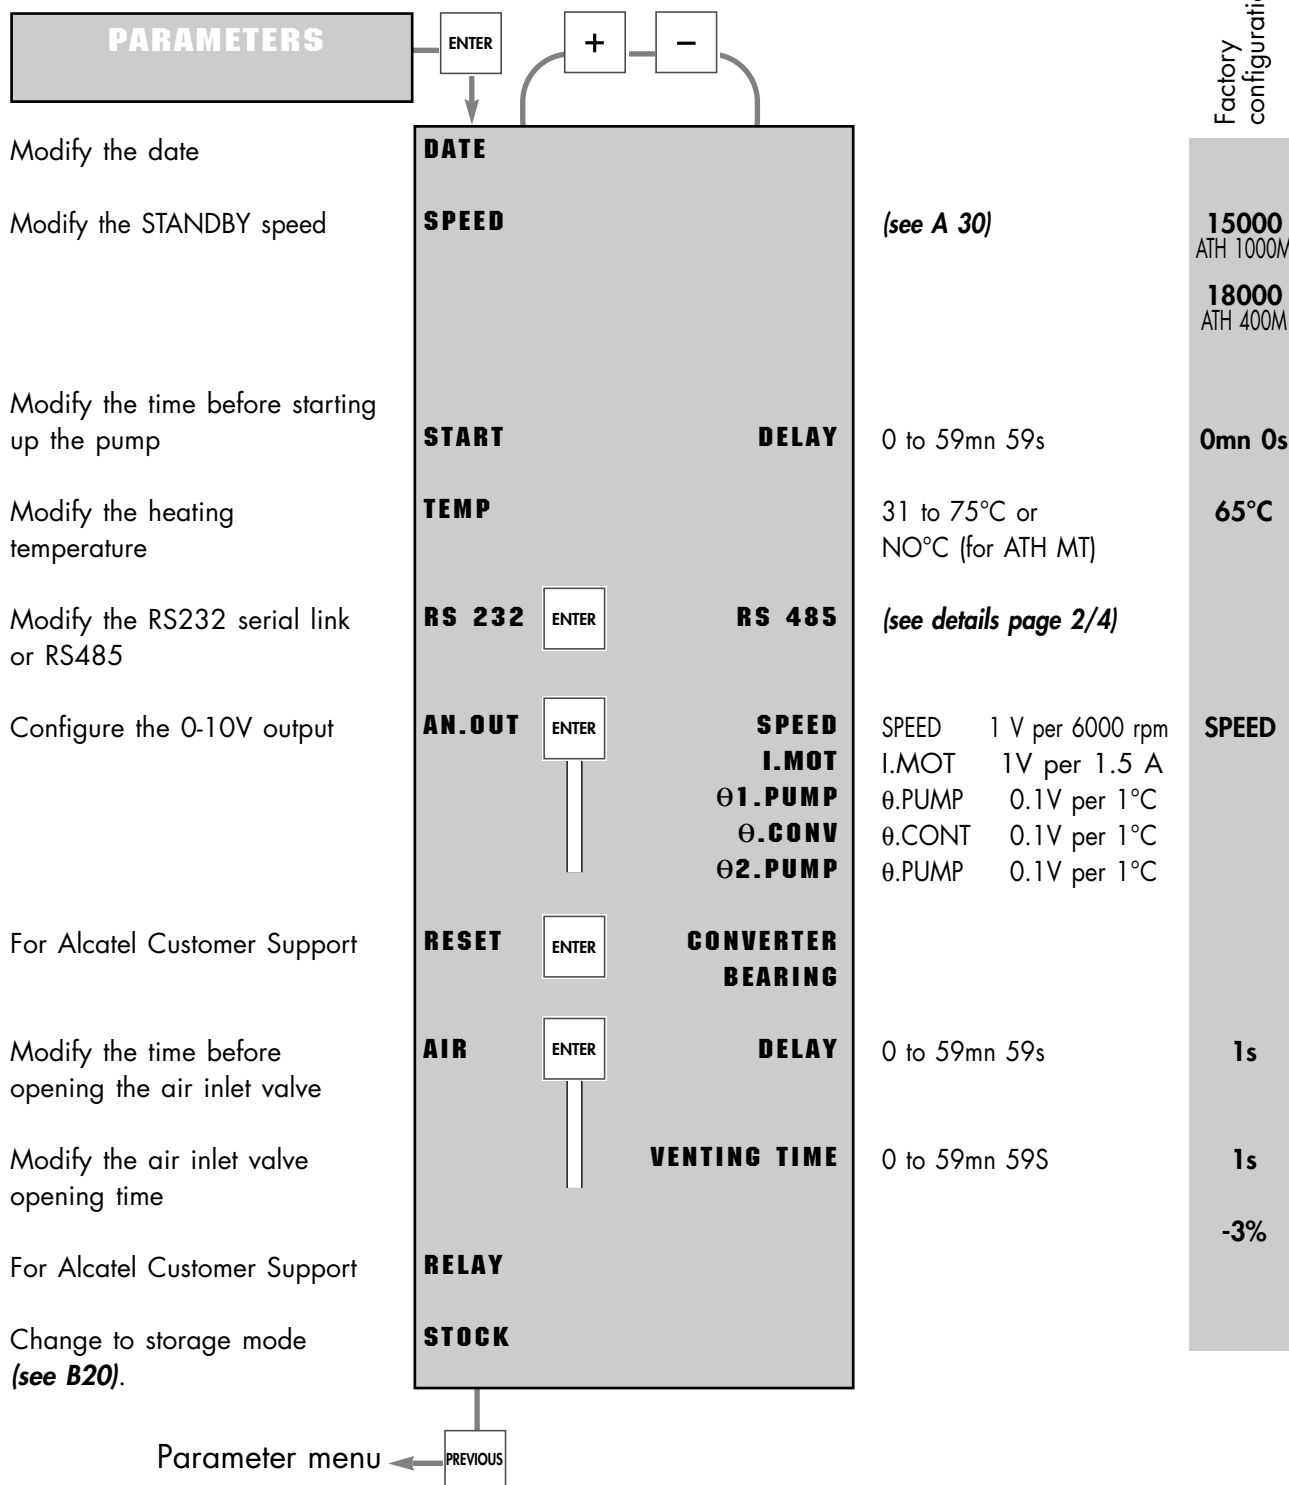 PARAMETERS
ENTER
+
−
Factory
DATE
Modify the date
SPEED
Modify the STANDBY speed
(see A 30)
15000
ATH 1000M
18000
ATH 400M
Modify the time before starting
up the pump
START DELAY
0 to 59mn 59s
0mn 0s
Modify the heating
temperature
TEMP
31 to 75°C or
NO°C (for ATH MT)
65°C
Modify the RS232 serial link
or RS485
RS 232 ENTER RS 485
(see details page 2/4)
Configure the 0-10V output
AN.OUT ENTER SPEED
I.MOT
θ1.PUMP
θ.CONV
θ2.PUMP
SPEED 1 V per 6000 rpm
I.MOT 1V per 1.5 A
θ.PUMP 0.1V per 1°C
θ.CONT 0.1V per 1°C
θ.PUMP 0.1V per 1°C
SPEED
For Alcatel Customer Support
RESET ENTER CONVERTER
BEARING
Modify the time before
opening the air inlet valve
AIR ENTER DELAY
0 to 59mn 59s
1s
Modify the air inlet valve
opening time
VENTING TIME
0 to 59mn 59S
1s
-3%
For Alcatel Customer Support
RELAY
Change to storage mode
(see B20).
STOCK
Parameter menu
PREVIOUS